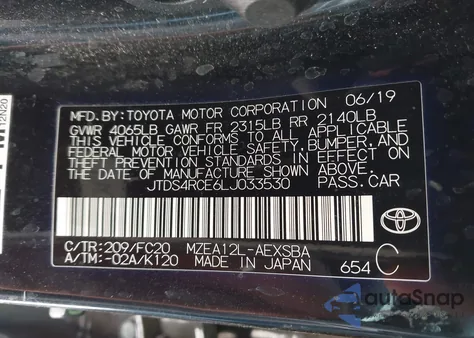 MFD.BY:TOYOTA MOTOR CORPORATION 06/19
GVWR 4065LB GAWR FR 2315LB RR 2140LB
THIS VEHICLE CONFORMS TO ALL APPLICABLE
FEDERAL MOTOR VEHICLE SAFETY,BUMPER,AND
THEFT PREVENTION STANDARDS IN EFFECT ON
THE DATE OF MANUFACTURE SHOWN ABOVE.
JTDS4RCE6LJ033530 PASS.CAR
TOYOTA
C/TR:209/FC20 MZEA12L-AEXSBA
A/TM:-02A/K120 MADE IN JAPAN 654 C
12N20
autoSnap